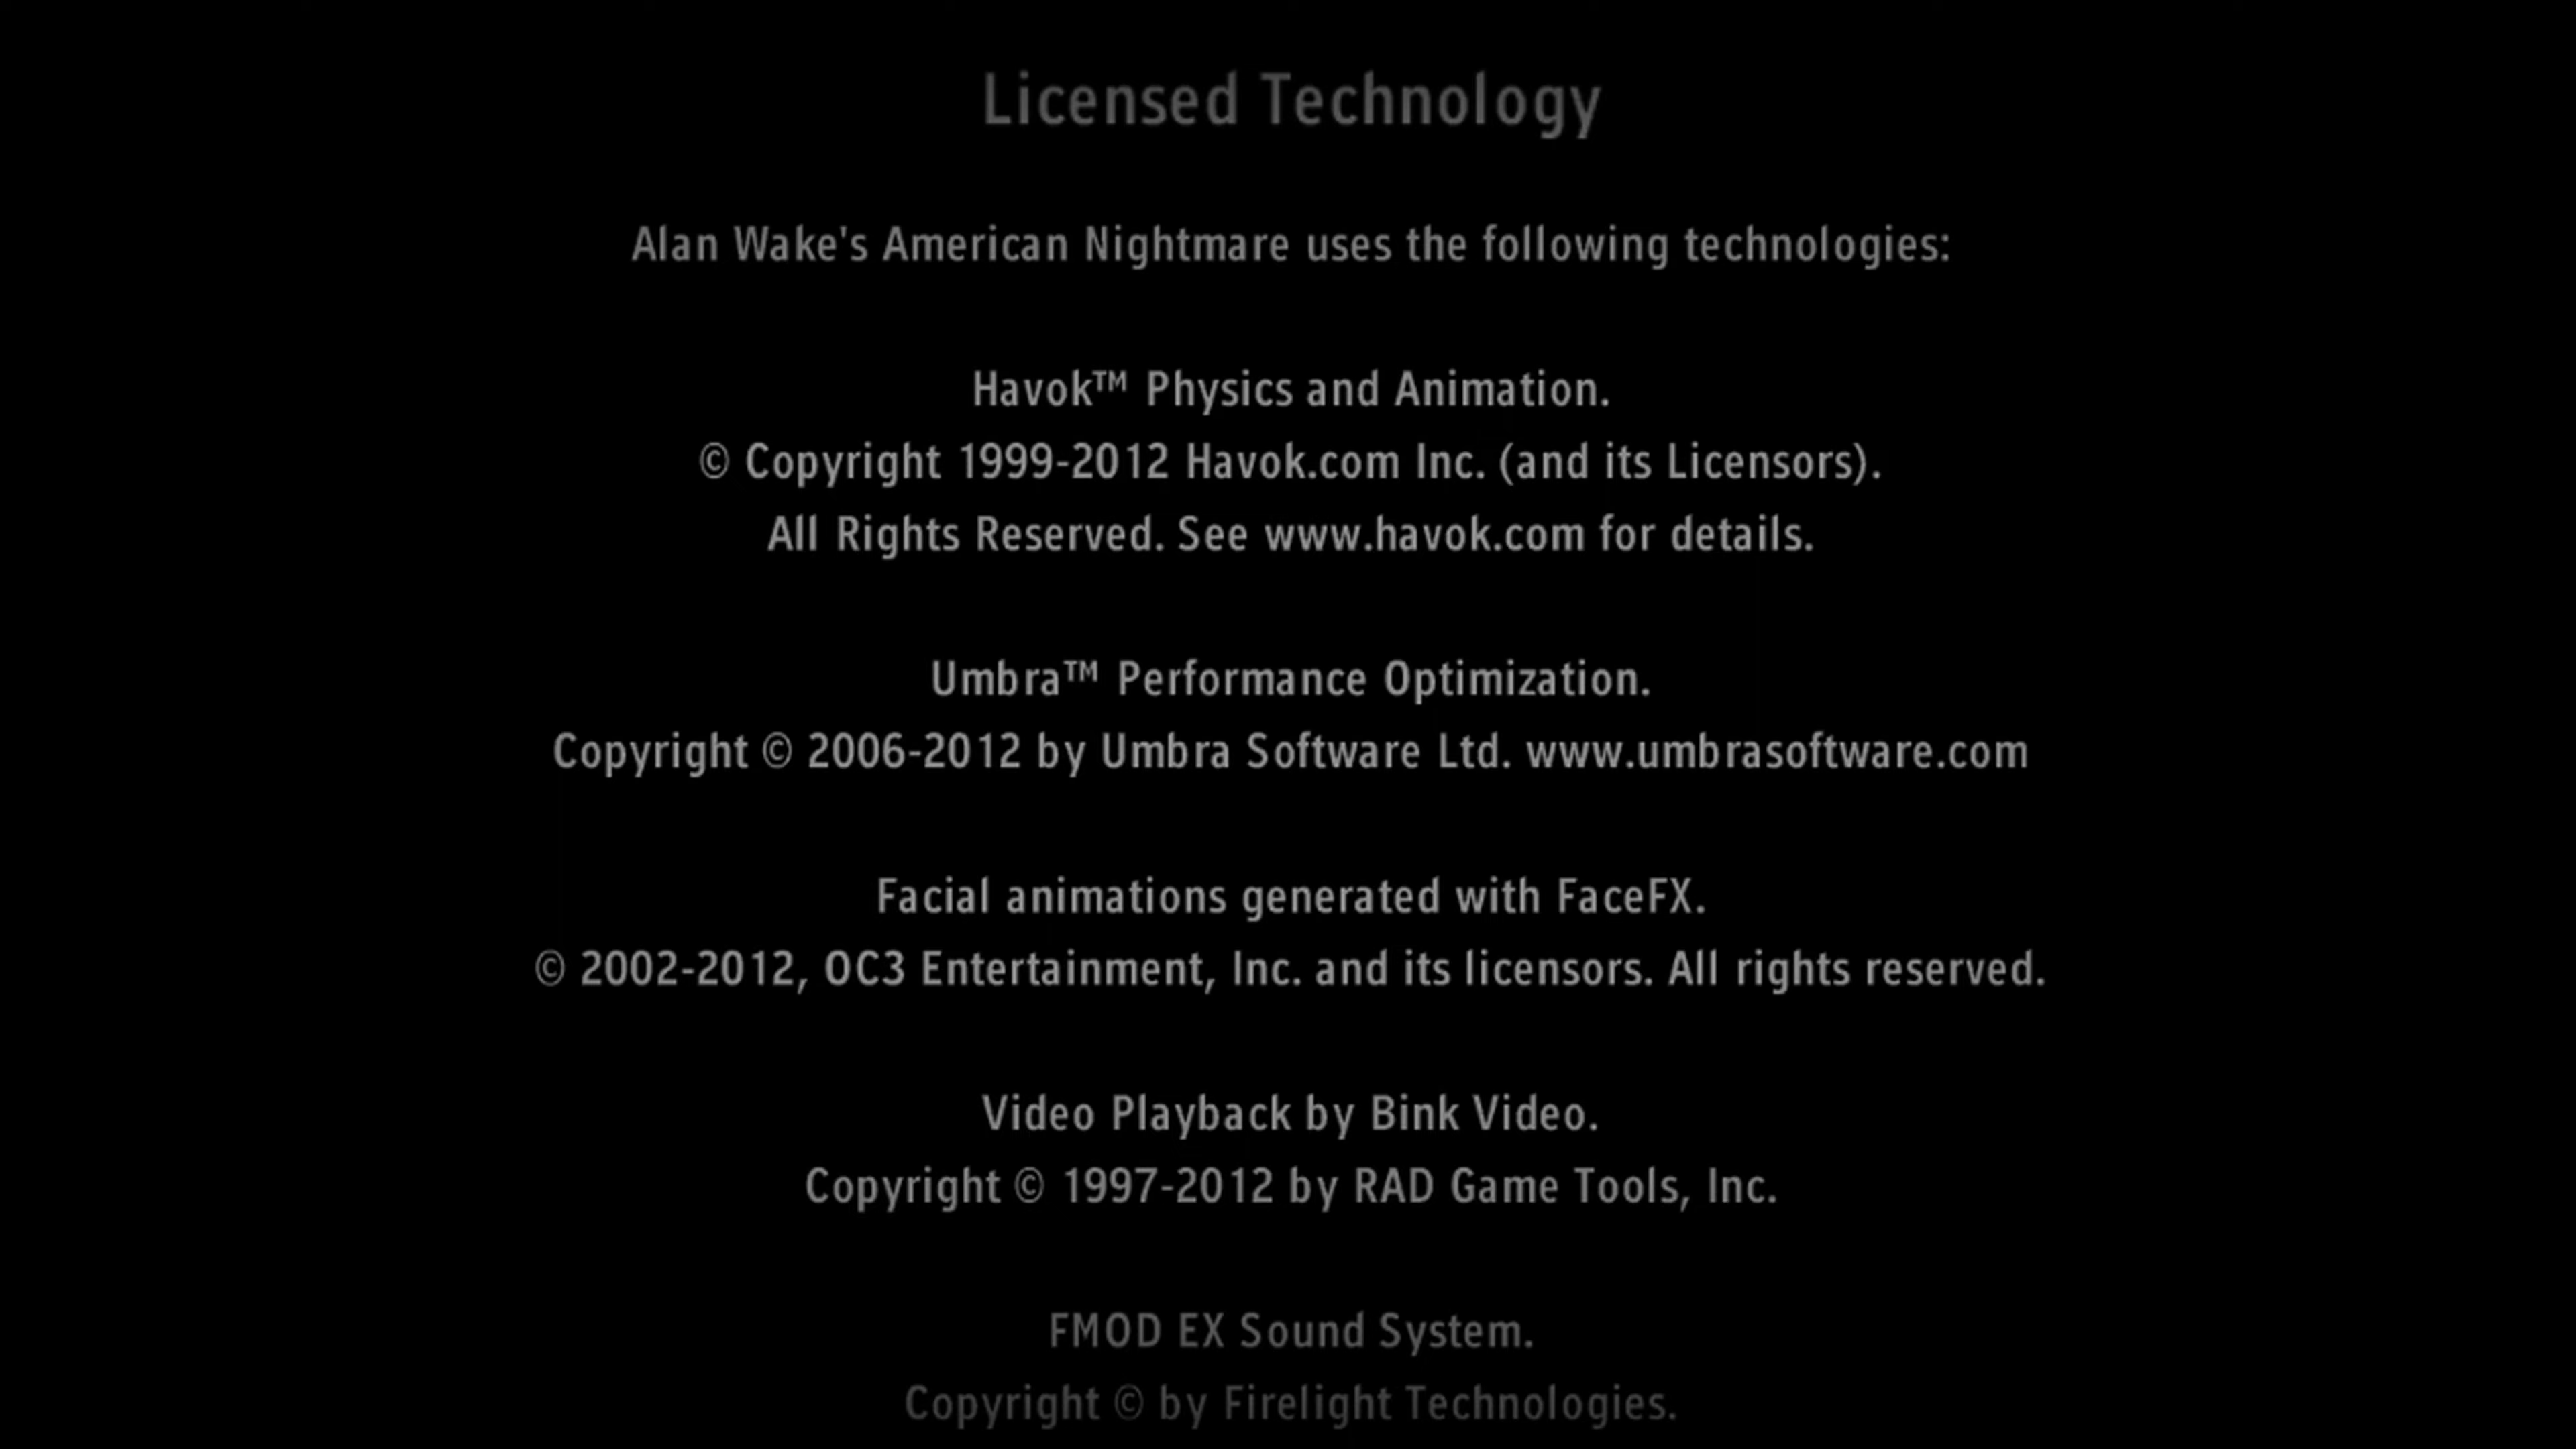 Licensed Technology
Alan Wake's American Nightmare uses the following technologies:
Havok™ Physics and Animation.
© Copyright 1999-2012 Havok.com Inc. (and its Licensors).
All Rights Reserved. See www.havok.com for details.
Umbra™ Performance Optimization.
Copyright © 2006-2012 by Umbra Software Ltd. www.umbrasoftware.com
Facial animations generated with FaceFX.
© 2002-2012, OC3 Entertainment, Inc. and its licensors. All rights reserved.
Video Playback by Bink Video.
Copyright © 1997-2012 by RAD Game Tools, Inc.
FMOD EX Sound System.
Copyright © by Firelight Technologies.